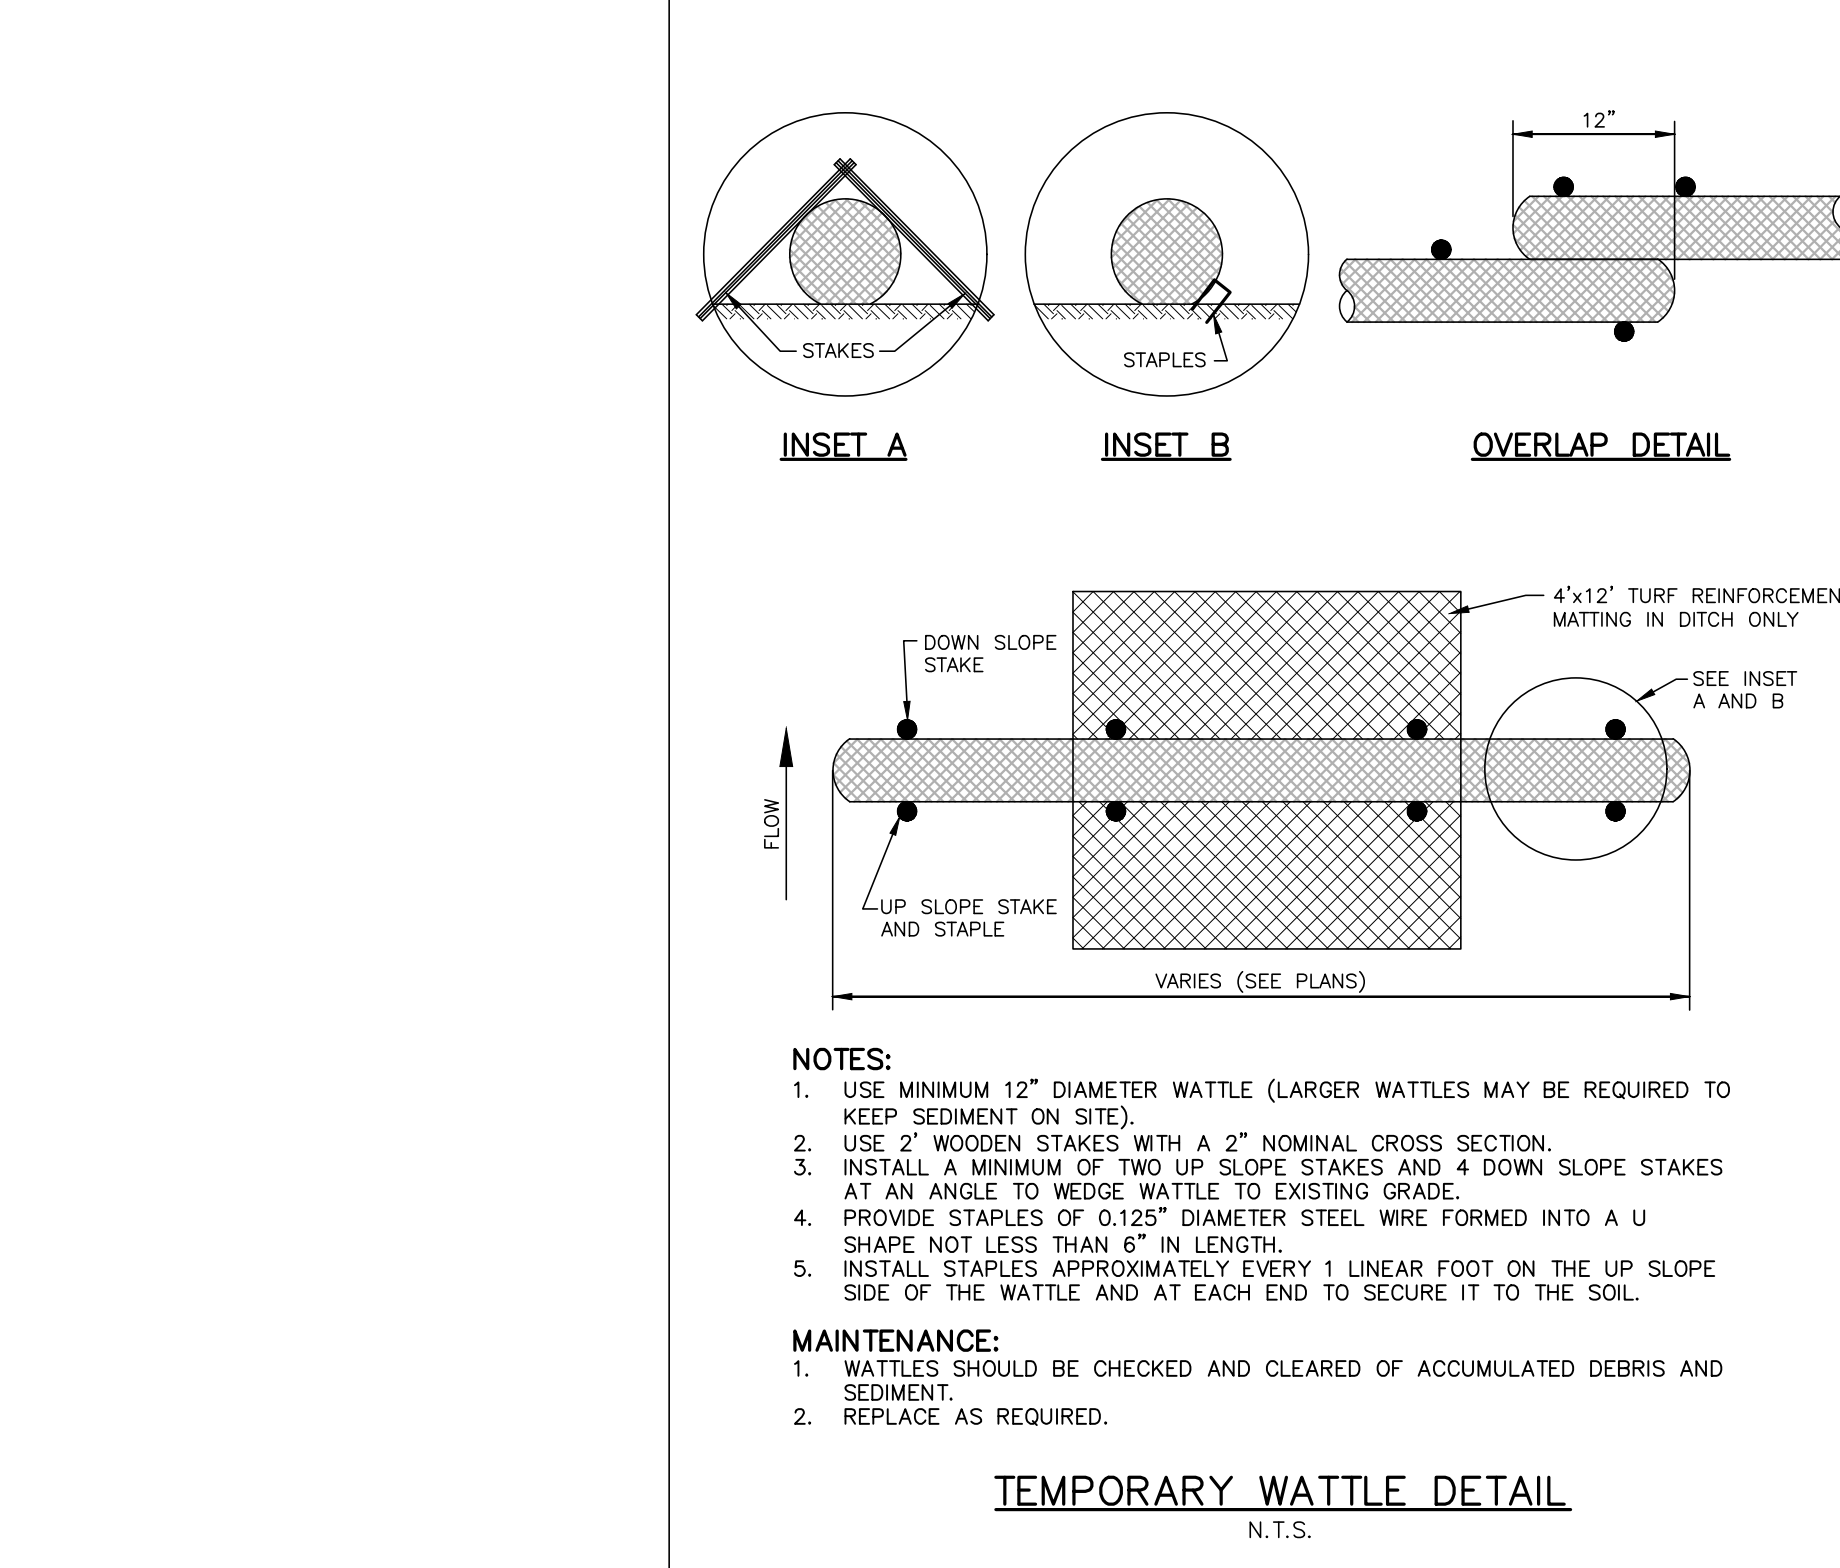 12"
STAKES
STAPLES
INSET A
INSET B
OVERLAP DETAIL
4'x12' TURF REINFORCEMEN
MATTING IN DITCH ONLY
DOWN SLOPE
STAKE
SEE INSET
A AND B
FLOW
UP SLOPE STAKE
AND STAPLE
VARIES (SEE PLANS)
NOTES:
1. USE MINIMUM 12" DIAMETER WATTLE (LARGER WATTLES MAY BE REQUIRED TO
KEEP SEDIMENT ON SITE).
2. USE 2' WOODEN STAKES WITH A 2" NOMINAL CROSS SECTION.
3. INSTALL A MINIMUM OF TWO UP SLOPE STAKES AND 4 DOWN SLOPE STAKES
AT AN ANGLE TO WEDGE WATTLE TO EXISTING GRADE.
4. PROVIDE STAPLES OF 0.125" DIAMETER STEEL WIRE FORMED INTO A U
SHAPE NOT LESS THAN 6" IN LENGTH.
5. INSTALL STAPLES APPROXIMATELY EVERY 1 LINEAR FOOT ON THE UP SLOPE
SIDE OF THE WATTLE AND AT EACH END TO SECURE IT TO THE SOIL.
MAINTENANCE:
1. WATTLES SHOULD BE CHECKED AND CLEARED OF ACCUMULATED DEBRIS AND
SEDIMENT.
2. REPLACE AS REQUIRED.
TEMPORARY WATTLE DETAIL
N.T.S.